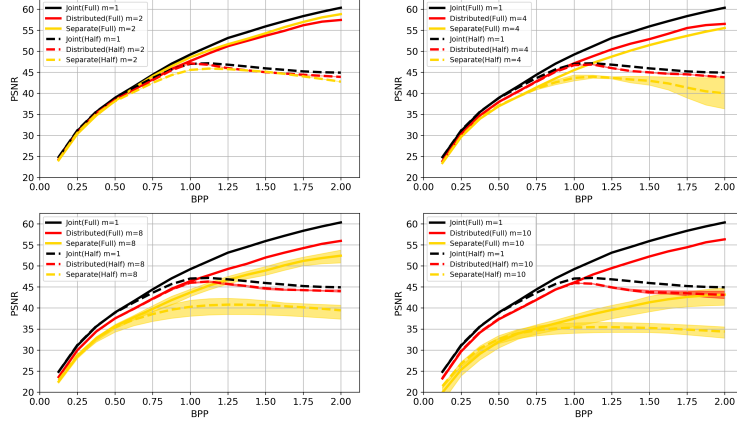 60
55
50
45
40
35
30
25
20
PSNR
Joint(Full) m=1
Distributed(Full) m=2
Separate(Full) m=2
Joint(Half) m=1
Distributed(Half) m=2
Separate(Half) m=2
0.00 0.25 0.50 0.75 1.00 1.25 1.50 1.75 2.00
BPP
60
55
50
45
40
35
30
25
20
PSNR
Joint(Full) m=1
Distributed(Full) m=4
Separate(Full) m=4
Joint(Half) m=1
Distributed(Half) m=4
Separate(Half) m=4
0.00 0.25 0.50 0.75 1.00 1.25 1.50 1.75 2.00
BPP
60
55
50
45
40
35
30
25
20
PSNR
Joint(Full) m=1
Distributed(Full) m=8
Separate(Full) m=8
Joint(Half) m=1
Distributed(Half) m=8
Separate(Half) m=8
0.00 0.25 0.50 0.75 1.00 1.25 1.50 1.75 2.00
BPP
60
55
50
45
40
35
30
25
20
PSNR
Joint(Full) m=1
Distributed(Full) m=10
Separate(Full) m=10
Joint(Half) m=1
Distributed(Half) m=10
Separate(Half) m=10
0.00 0.25 0.50 0.75 1.00 1.25 1.50 1.75 2.00
BPP